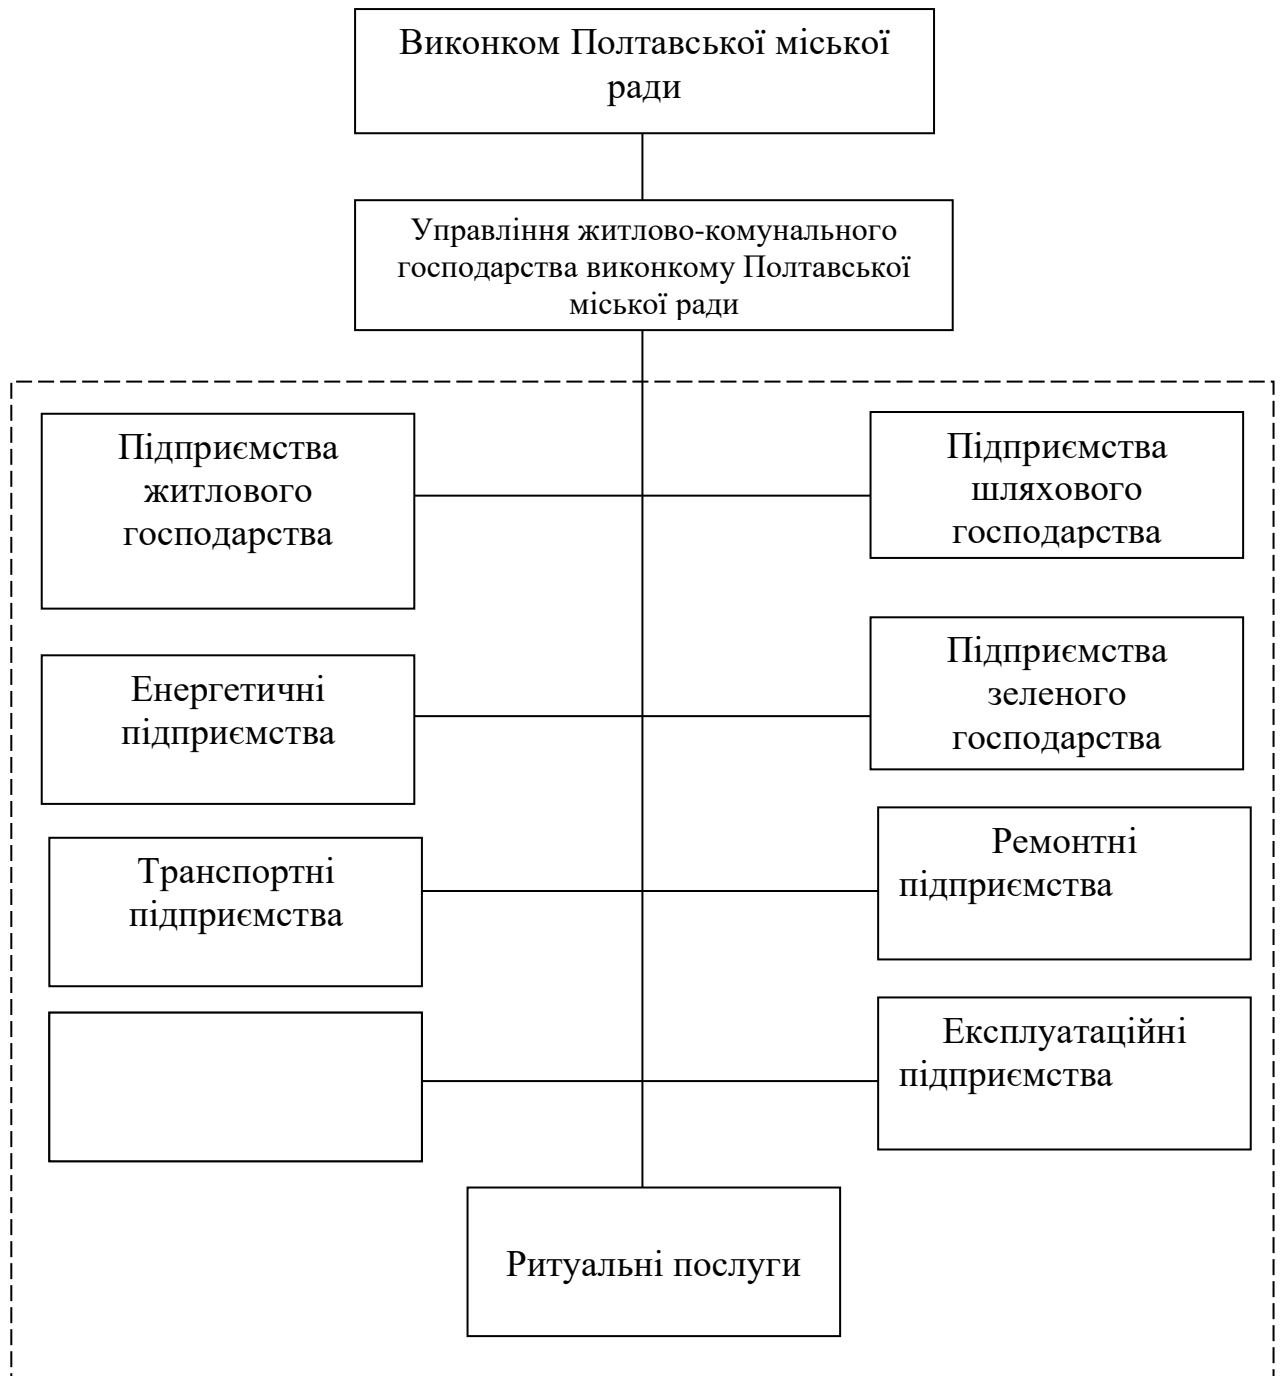 Виконком Полтавської міської
ради
Управління житлово-комунального
господарства виконкому Полтавської
міської ради
Підприємства
житлового
господарства
Підприємства
шляхового
господарства
Енергетичні
підприємства
Підприємства
зеленого
господарства
Транспортні
підприємства
Ремонтні
підприємства
Експлуатаційні
підприємства
Ритуальні послуги